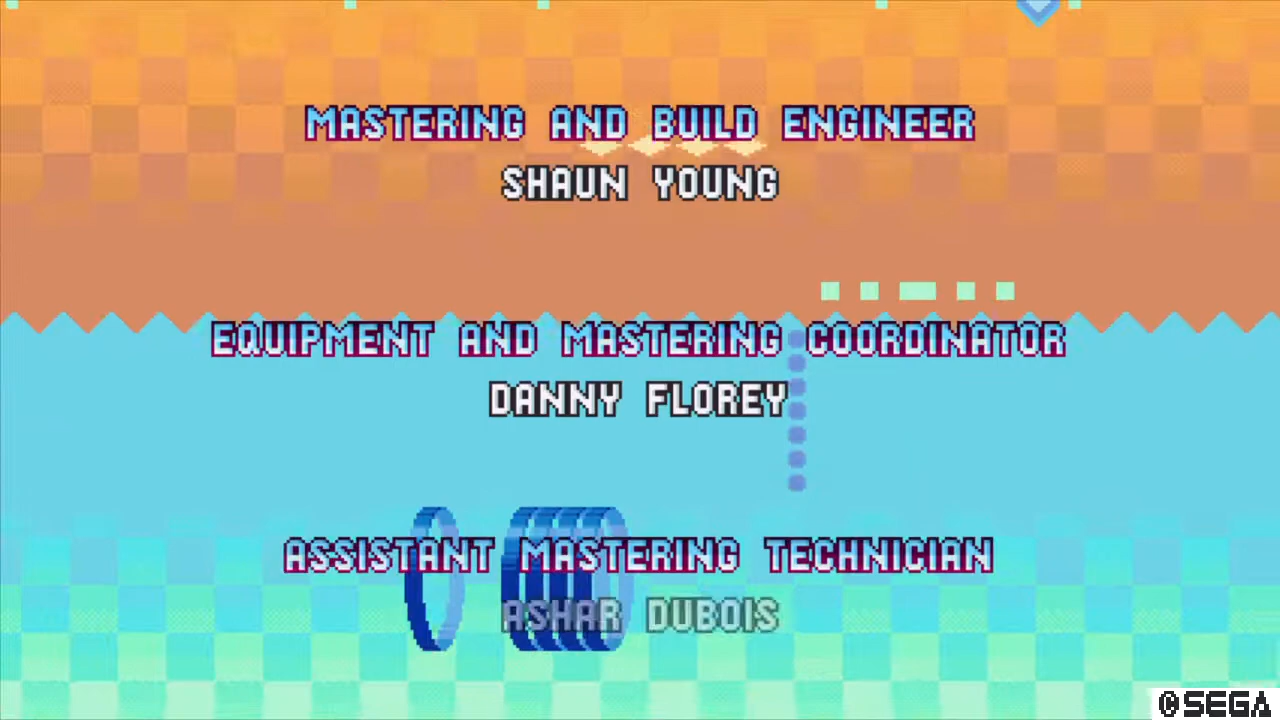 MASTERING AND BUILD ENGINEER
SHAUN YOUNG
EQUIPMENT AND MASTERING COORDINATOR
DANNY FLOREY
ASSISTANT MASTERING TECHNICIAN
ASHAR DUBOIS
©SEGA